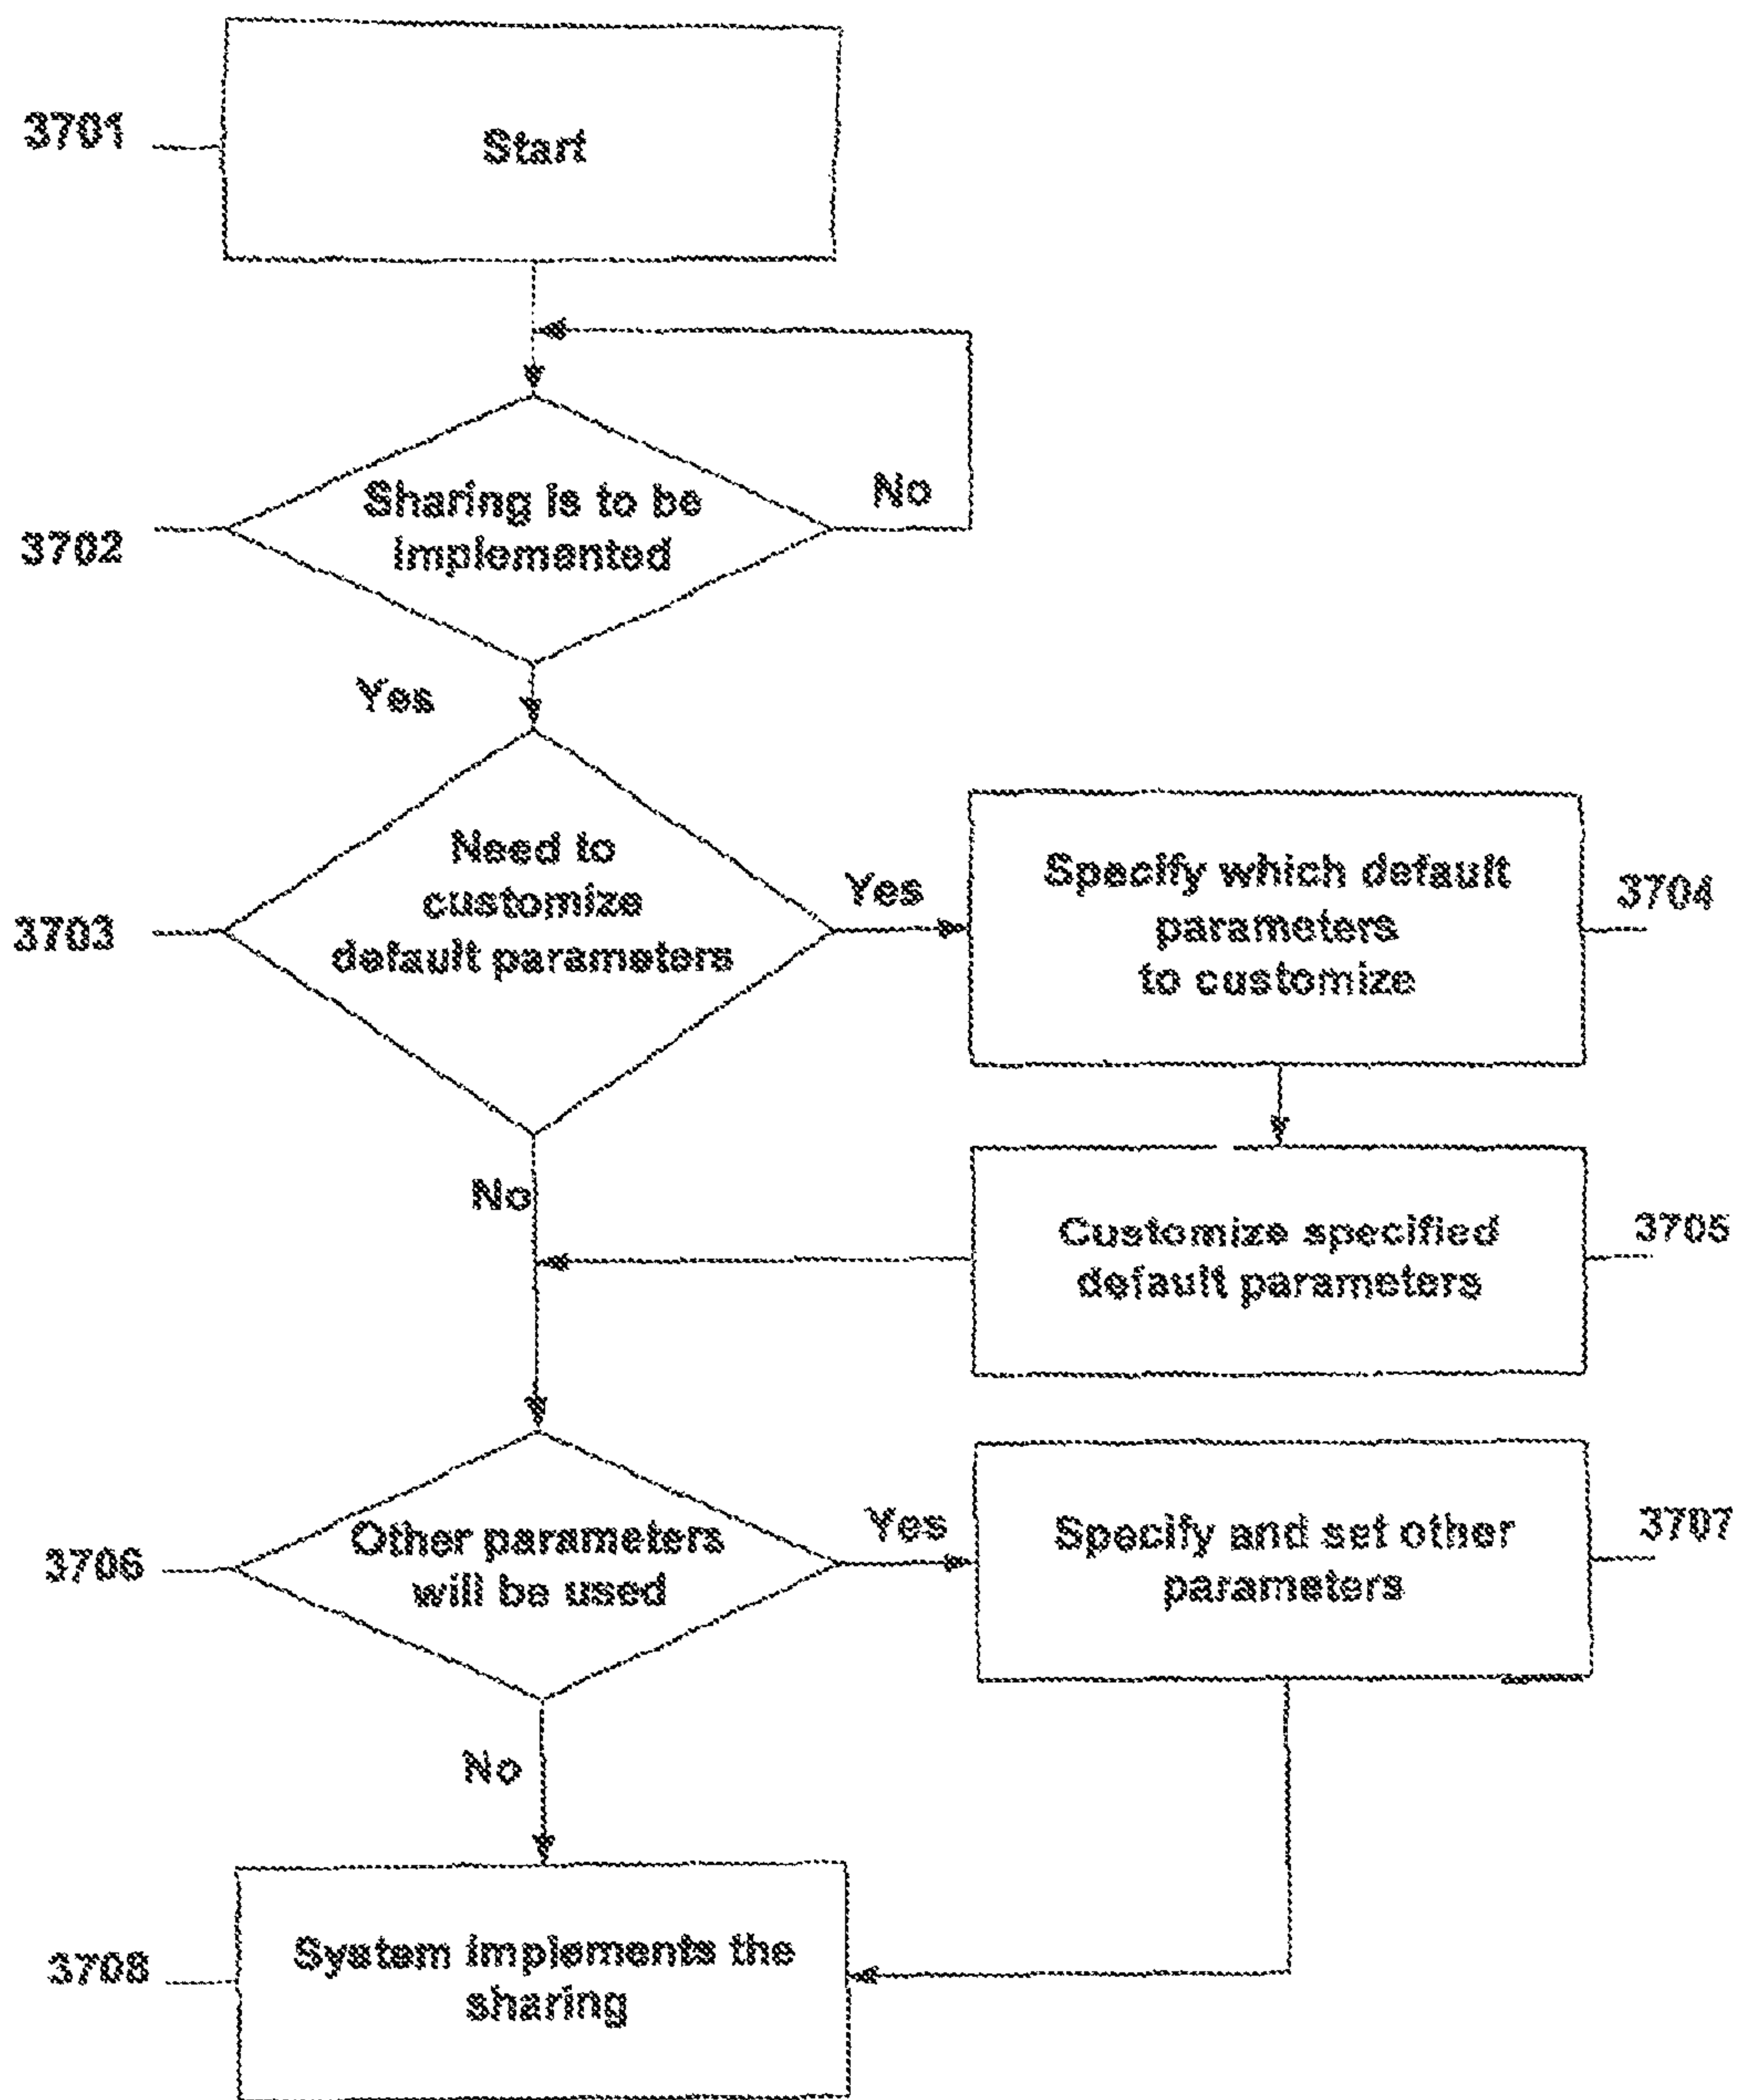 3701
Start
No
3702
Sharing is to be
implemented
Yes
3703
Need to
customize
default parameters
Yes
Specify which default
parameters
to customize
3704
No
Customize specified
default parameters
3705
3706
Other parameters
will be used
Yes
Specify and set other
parameters
3707
No
3708
System implements the
sharing